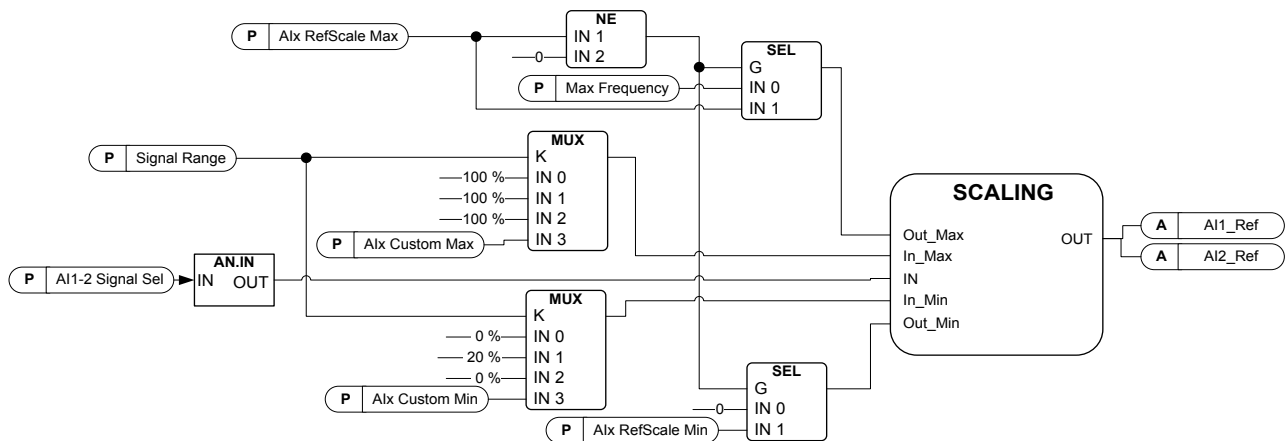 NE
P AIx RefScale Max
IN 1
0 IN 2
SEL
G
P Max Frequency
IN 0
IN 1
MUX
P Signal Range
K
100 % IN 0
100 % IN 1
100 % IN 2
P AIx Custom Max
IN 3
SCALING
Out_Max
In_Max
IN
In_Min
Out_Min
OUT
A AI1_Ref
A AI2_Ref
AN.IN
P AI1-2 Signal Sel
IN OUT
MUX
K
0 % IN 0
20 % IN 1
0 % IN 2
P AIx Custom Min
IN 3
SEL
G
0 IN 0
P AIx RefScale Min
IN 1